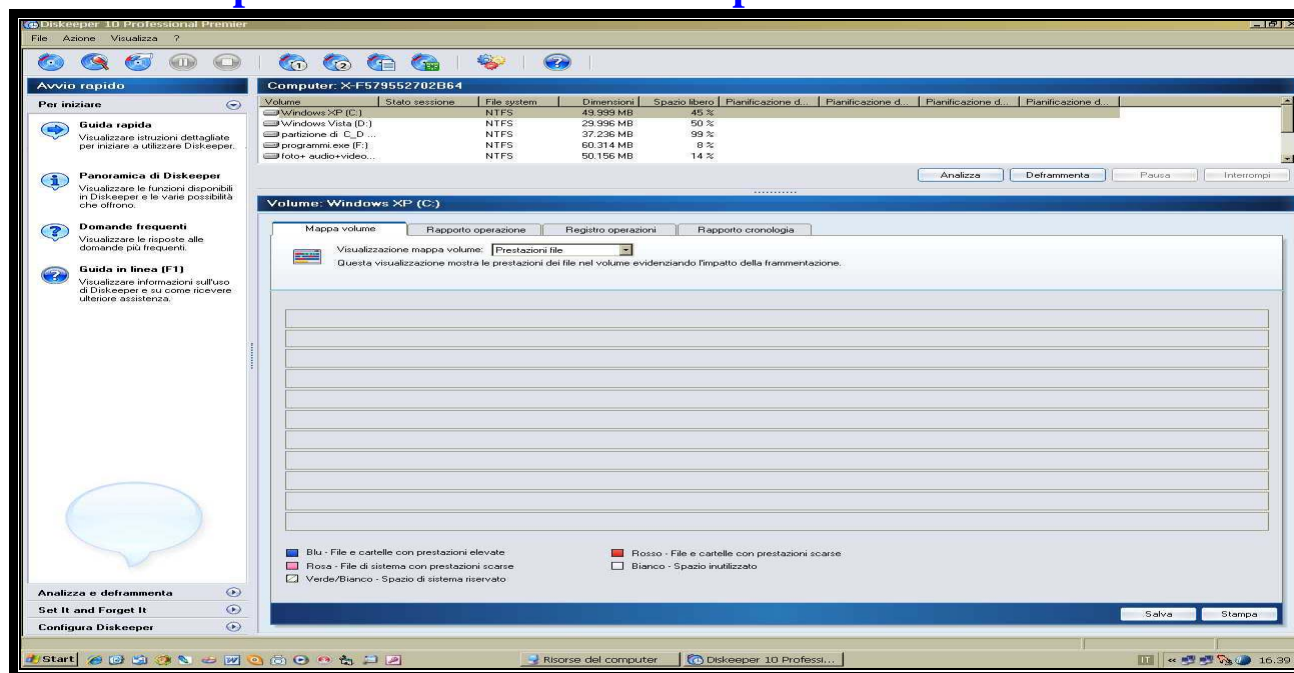 Diskeeper 10 Professional Premier
File Azione Visualizza ?
Avvio rapido
Per iniziare
Guida rapida
Visualizzare istruzioni dettagliate
per iniziare a utilizzare Diskeeper.
Panoramica di Diskeeper
Visualizzare le funzioni disponibili
in Diskeeper e le varie possibilità
che offrono.
Domande frequenti
Visualizzare le risposte alle
domande più frequenti.
Guida in linea (F1)
Visualizzare informazioni sull'uso
di Diskeeper e su come ricevere
ulteriore assistenza.
Analizza e deframmenta
Set It and Forget It
Configura Diskeeper
Computer: X-F579552702B64
Volume Stato sessione File system Dimensioni Spazio libero Pianificazione d... Pianificazione d... Pianificazione d... Pianificazione d...
Windows XP (C:) NTFS 49.999 MB 45 %
Windows Vista (D:) NTFS 29.996 MB 50 %
partizione di C_D ... NTFS 37.236 MB 99 %
programmi.exe (F:) NTFS 60.314 MB 8 %
foto+ audio+video... NTFS 50.156 MB 14 %
Analizza Deframmenta Pausa Interrompi
Volume: Windows XP (C:)
Mappa volume Rapporto operazione Registro operazioni Rapporto cronologia
Visualizzazione mappa volume: Prestazioni file
Questa visualizzazione mostra le prestazioni dei file nel volume evidenziando l'impatto della frammentazione.
Blu - File e cartelle con prestazioni elevate
Rosso - File e cartelle con prestazioni scarse
Rosa - File di sistema con prestazioni scarse
Bianco - Spazio inutilizzato
Verde/Bianco - Spazio di sistema riservato
Salva Stampa
Start Risorse del computer Diskeeper 10 Professi... IT 16.39